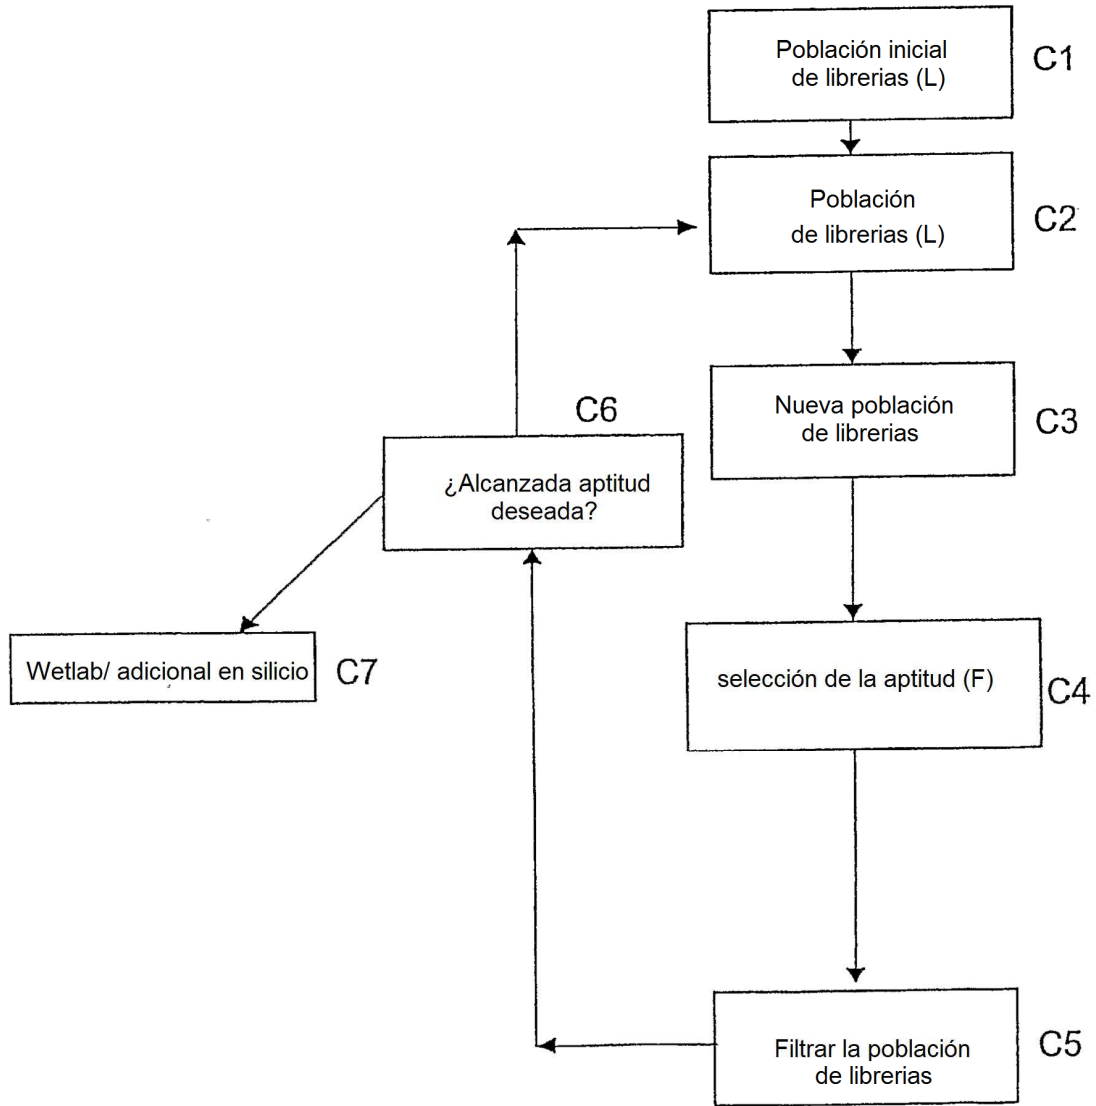 Población inicial
de librerias (L)
C1
Población
de librerias (L)
C2
Nueva población
de librerias
C3
C6
¿Alcanzada aptitud
deseada?
Wetlab/ adicional en silicio
C7
selección de la aptitud (F)
C4
Filtrar la población
de librerias
C5